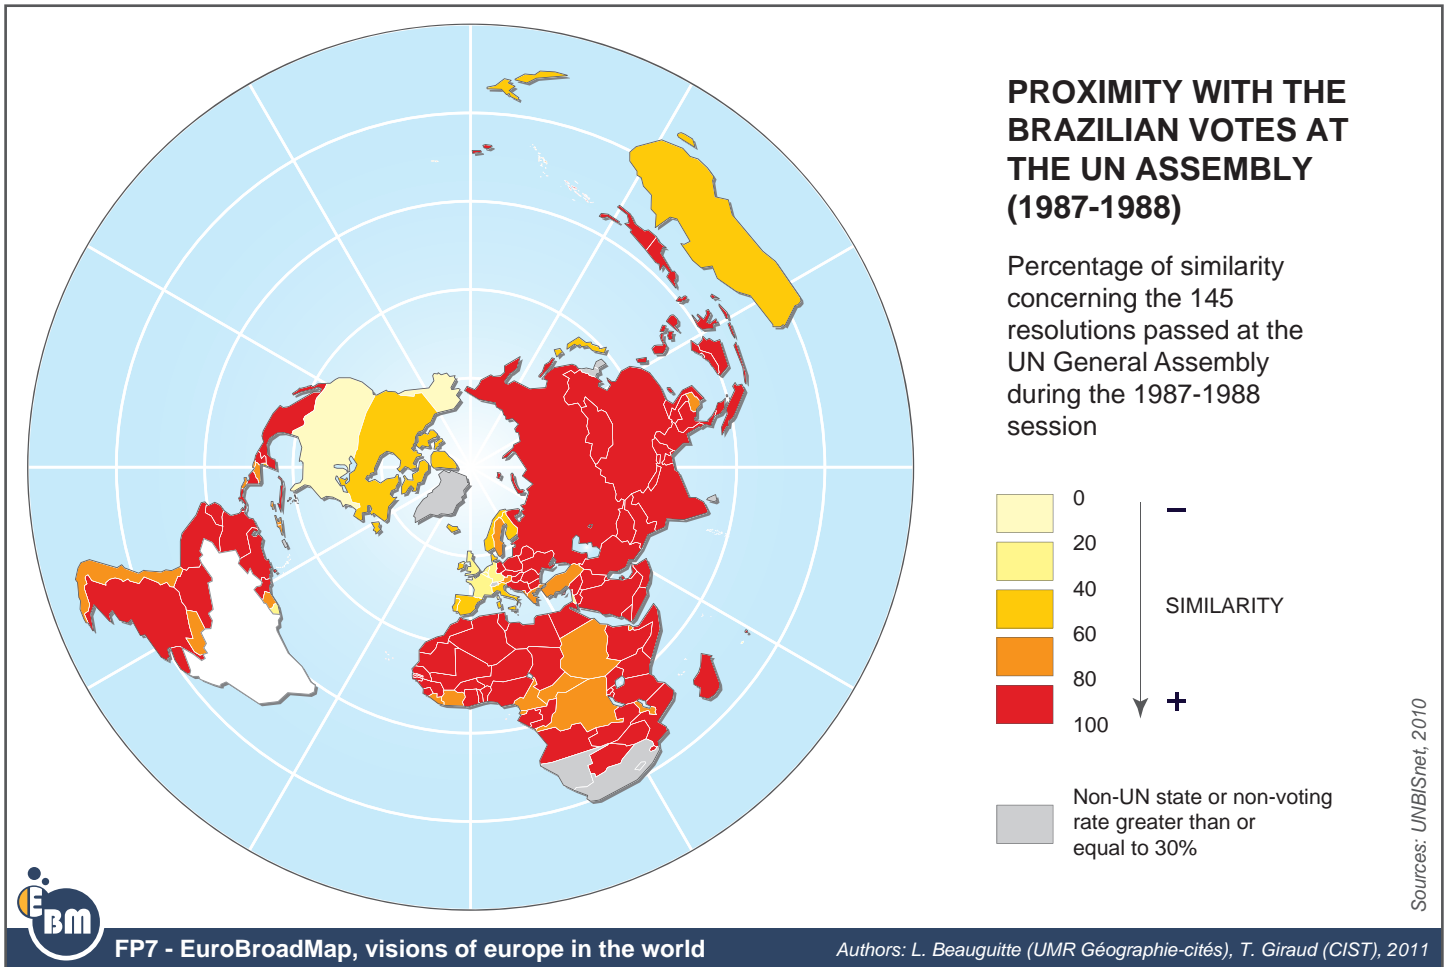 PROXIMITY WITH THE
BRAZILIAN VOTES AT
THE UN ASSEMBLY
(1987-1988)
Percentage of similarity
concerning the 145
resolutions passed at the
UN General Assembly
during the 1987-1988
session
0
20
40
60
80
100
SIMILARITY
Non-UN state or non-voting
rate greater than or
equal to 30%
Sources: UNBISnet, 2010
EBM
FP7 - EuroBroadMap, visions of europe in the world
Authors: L. Beauguitte (UMR Géographie-cités), T. Giraud (CIST), 2011